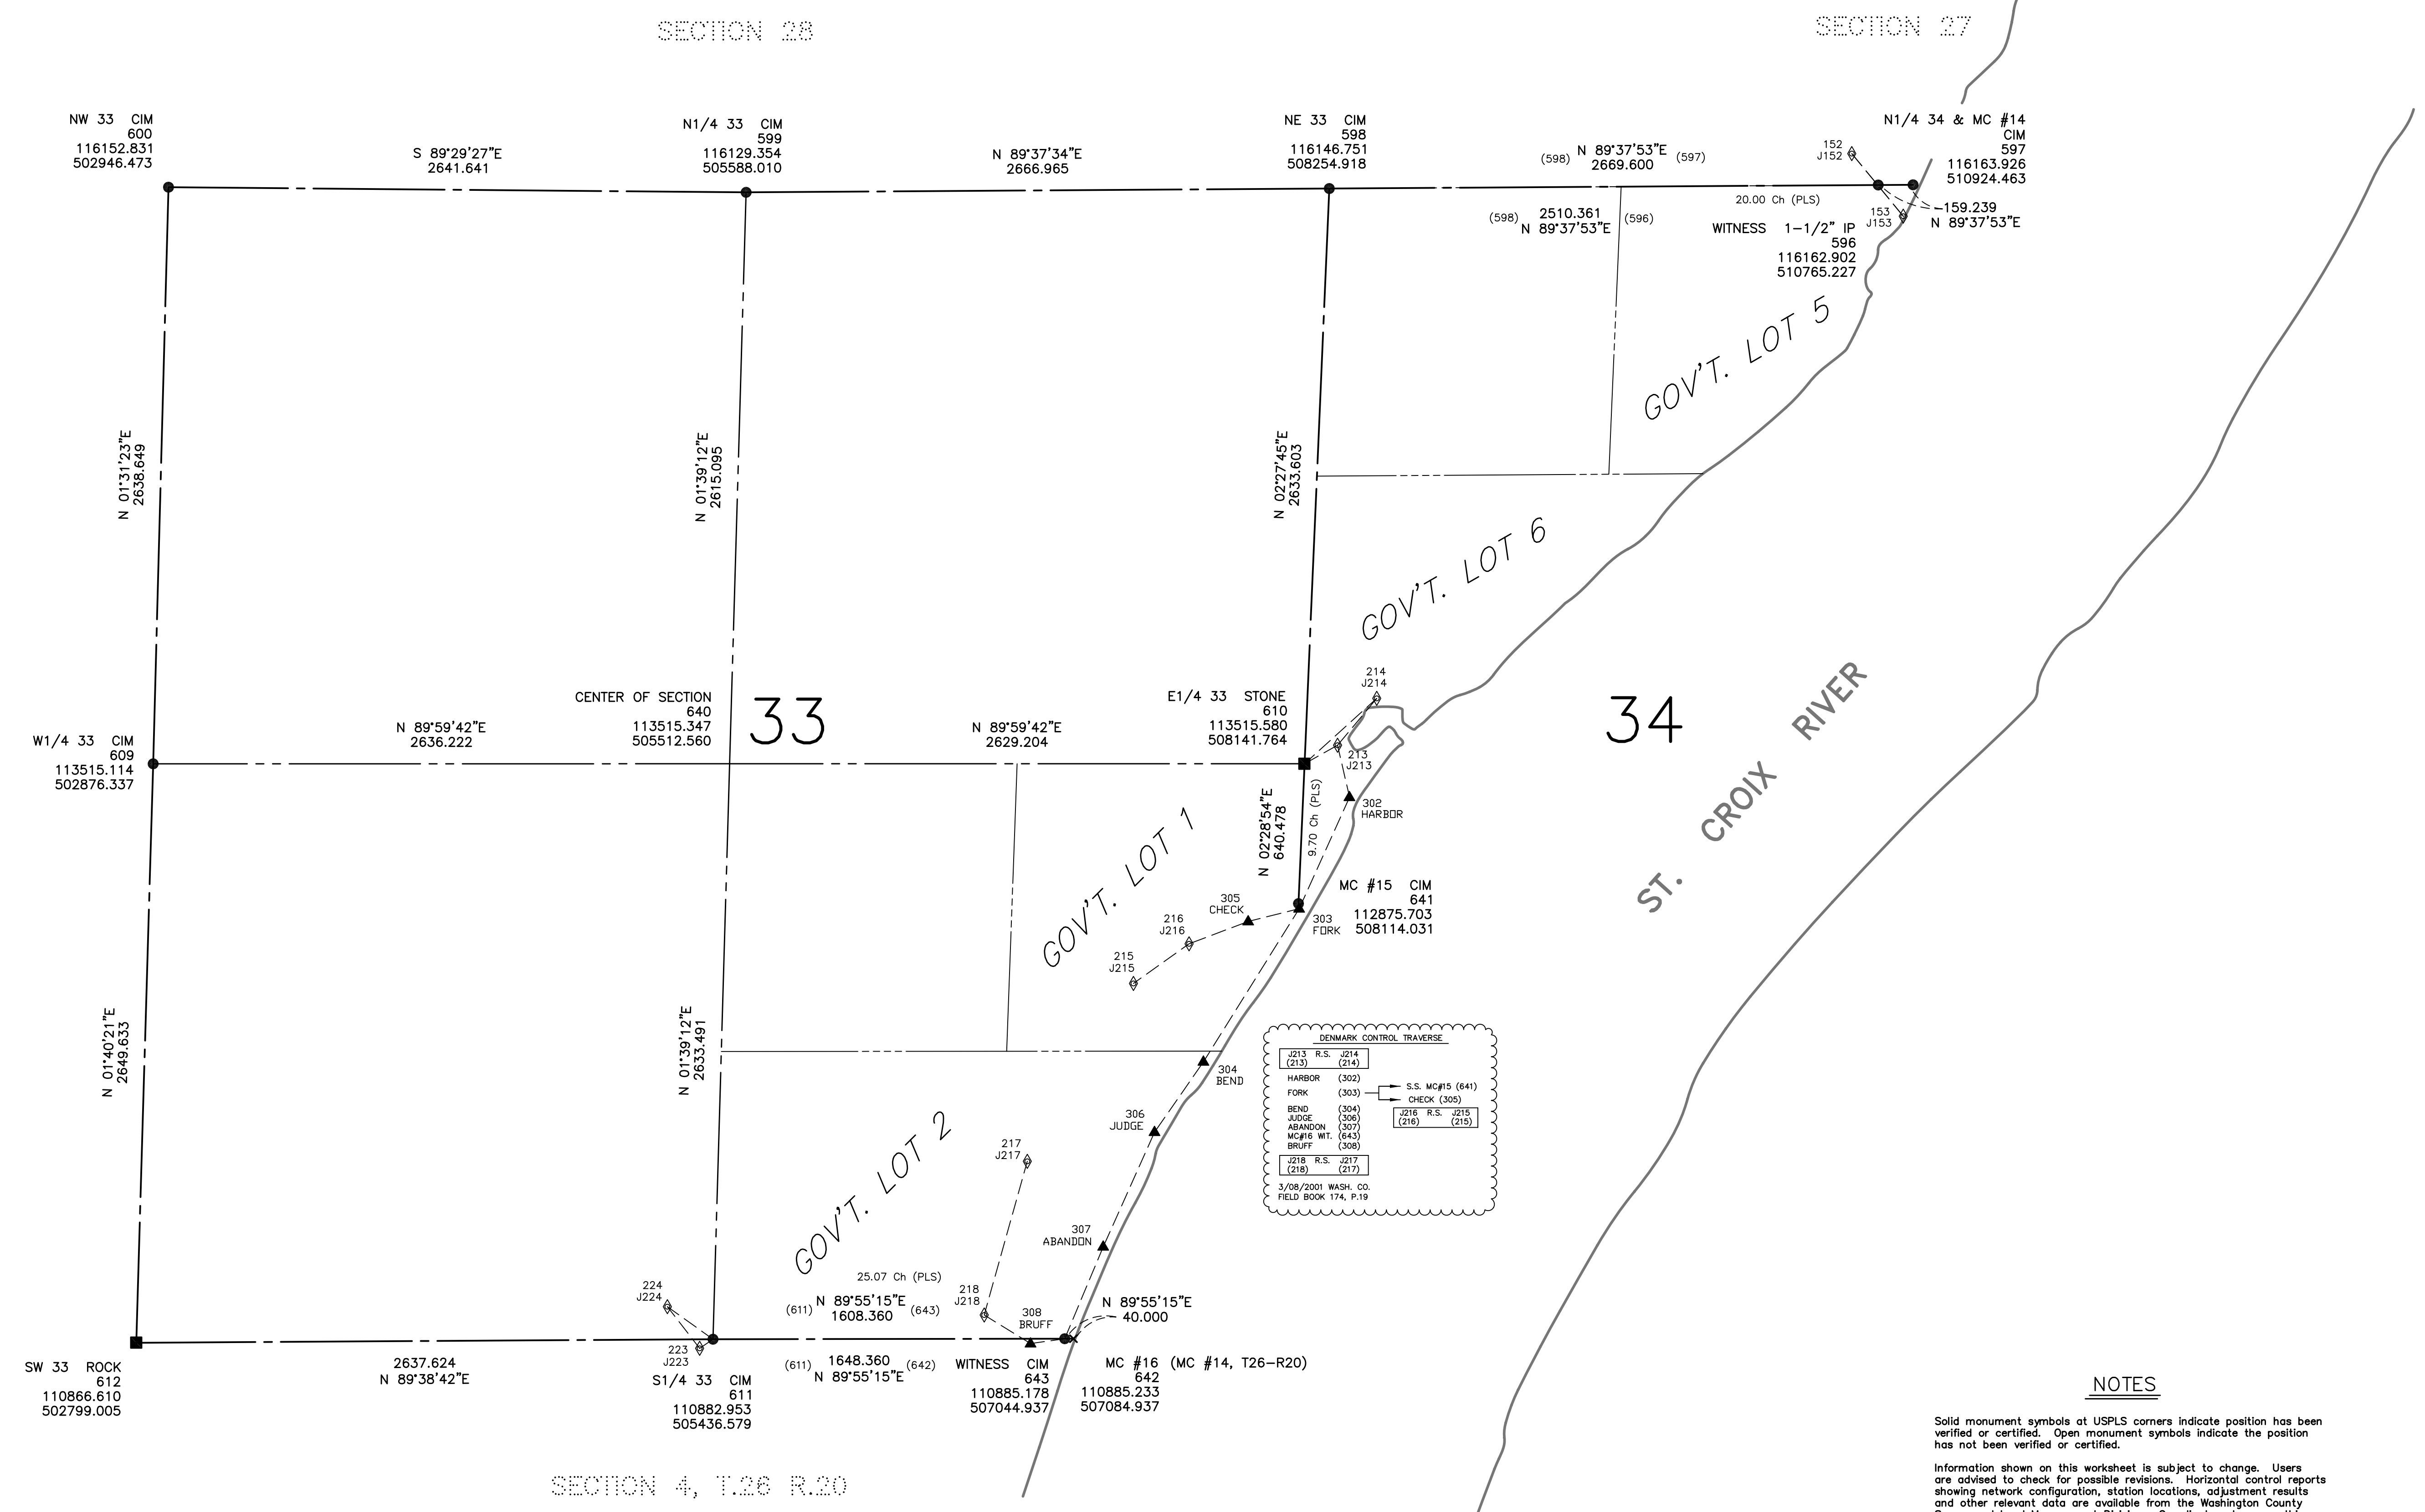 SECTION 28
SECTION 27
NW 33 CIM
600
116152.831
502946.473
S 89°29'27"E
2641.641
N1/4 33 CIM
599
116129.354
505588.010
N 89°37'34"E
2666.965
NE 33 CIM
598
116146.751
508254.918
(598) N 89°37'53"E (597)
2669.600
152
J152
N1/4 34 & MC #14
CIM
597
116163.926
510924.463
20.00 Ch (PLS)
(598) 2510.361 (596)
N 89°37'53"E
153
J153
159.239
N 89°37'53"E
WITNESS 1-1/2" IP
596
116162.902
510765.227
GOV'T. LOT 5
N 01°31'23"E
2638.649
N 01°39'12"E
2615.095
N 02°27'45"E
2633.603
GOV'T. LOT 6
W1/4 33 CIM
609
113515.114
502876.337
N 89°59'42"E
2636.222
CENTER OF SECTION
640
113515.347
505512.560
33
N 89°59'42"E
2629.204
E1/4 33 STONE
610
113515.580
508141.764
214
J214
213
J213
34
ST. CROIX RIVER
302
HARBOR
N 02°28'54"E
640.478
9.70 Ch (PLS)
GOV'T. LOT 1
MC #15 CIM
641
112875.703
508114.031
305
CHECK
303
FORK
216
J216
215
J215
N 01°40'21"E
2649.633
N 01°39'12"E
2633.491
304
BEND
306
JUDGE
DENMARK CONTROL TRAVERSE
J213 R.S. J214
(213) (214)
HARBOR (302)
FORK (303)
S.S. MC#15 (641)
CHECK (305)
BEND (304)
JUDGE (306)
ABANDON (307)
MC#16 WIT. (643)
BRUFF (308)
J216 R.S. J215
(216) (215)
J218 R.S. J217
(218) (217)
3/08/2001 WASH. CO.
FIELD BOOK 174, P.19
GOV'T. LOT 2
217
J217
307
ABANDON
25.07 Ch (PLS)
224
J224
218
J218
(611) N 89°55'15"E (643)
1608.360
308
BRUFF
N 89°55'15"E
40.000
SW 33 ROCK
612
110866.610
502799.005
2637.624
N 89°38'42"E
223
J223
S1/4 33 CIM
611
110882.953
505436.579
(611) 1648.360 (642)
N 89°55'15"E
WITNESS CIM
643
110885.178
507044.937
MC #16 (MC #14, T26-R20)
642
110885.233
507084.937
SECTION 4, T.26 R.20
NOTES
Solid monument symbols at USPLS corners indicate position has been
verified or certified. Open monument symbols indicate the position
has not been verified or certified.
Information shown on this worksheet is subject to change. Users
are advised to check for possible revisions. Horizontal control reports
showing network configuration, station locations, adjustment results
and other relevant data are available from the Washington County